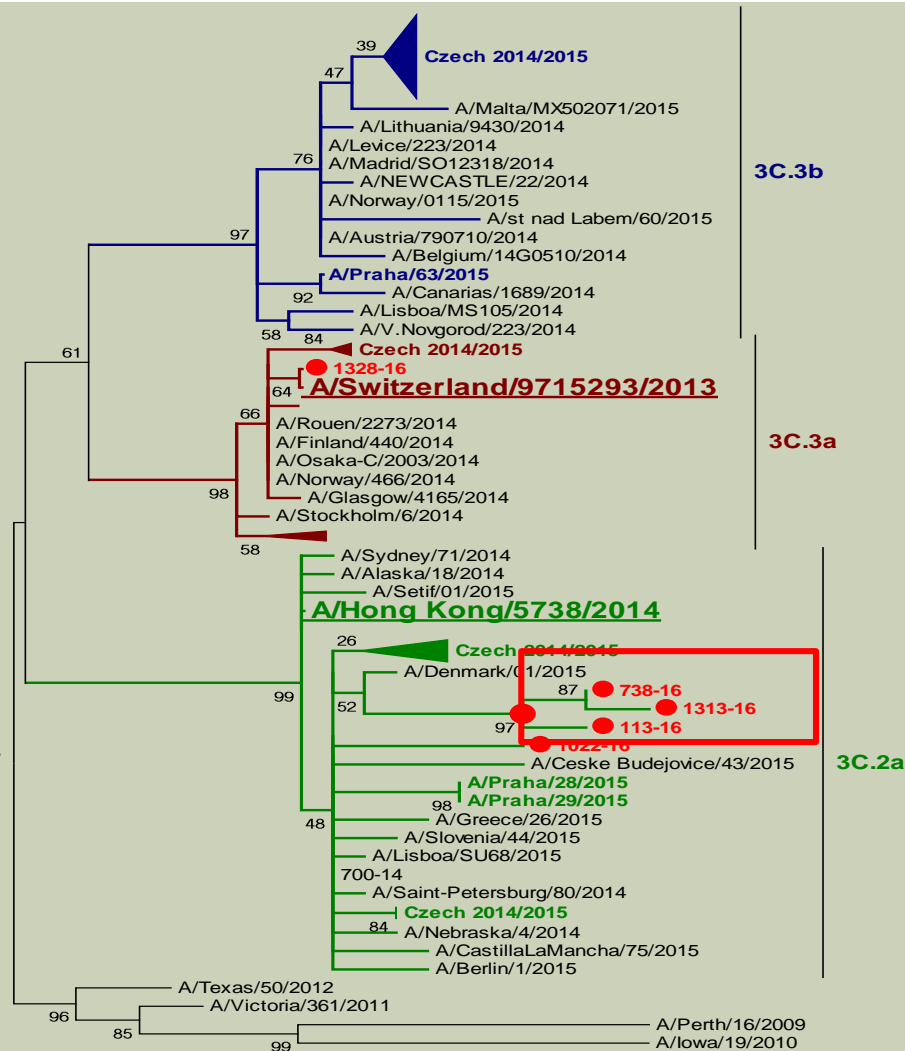 39
Czech 2014/2015
47
A/Malta/MX502071/2015
A/Lithuania/9430/2014
A/Levice/223/2014
76
A/Madrid/SO12318/2014
3C.3b
A/NEWCASTLE/22/2014
A/Norway/0115/2015
A/st nad Labem/60/2015
97
A/Austria/790710/2014
A/Belgium/14G0510/2014
A/Praha/63/2015
92
A/Canarias/1689/2014
A/Lisboa/MS105/2014
58
84
A/V.Novgorod/223/2014
61
Czech 2014/2015
1328-16
64
A/Switzerland/9715293/2013
66
A/Rouen/2273/2014
A/Finland/440/2014
3C.3a
A/Osaka-C/2003/2014
A/Norway/466/2014
98
A/Glasgow/4165/2014
A/Stockholm/6/2014
58
A/Sydney/71/2014
A/Alaska/18/2014
A/Setif/01/2015
A/Hong Kong/5738/2014
26
Czech 2014/2015
A/Denmark/01/2015
99
87
738-16
52
1313-16
97
113-16
1022-16
A/Ceske Budejovice/43/2015
3C.2a
A/Praha/28/2015
98
A/Praha/29/2015
48
A/Greece/26/2015
A/Slovenia/44/2015
A/Lisboa/SU68/2015
700-14
A/Saint-Petersburg/80/2014
Czech 2014/2015
84
A/Nebraska/4/2014
A/CastillaLaMancha/75/2015
A/Berlin/1/2015
A/Texas/50/2012
96
A/Victoria/361/2011
85
A/Perth/16/2009
99
A/Iowa/19/2010